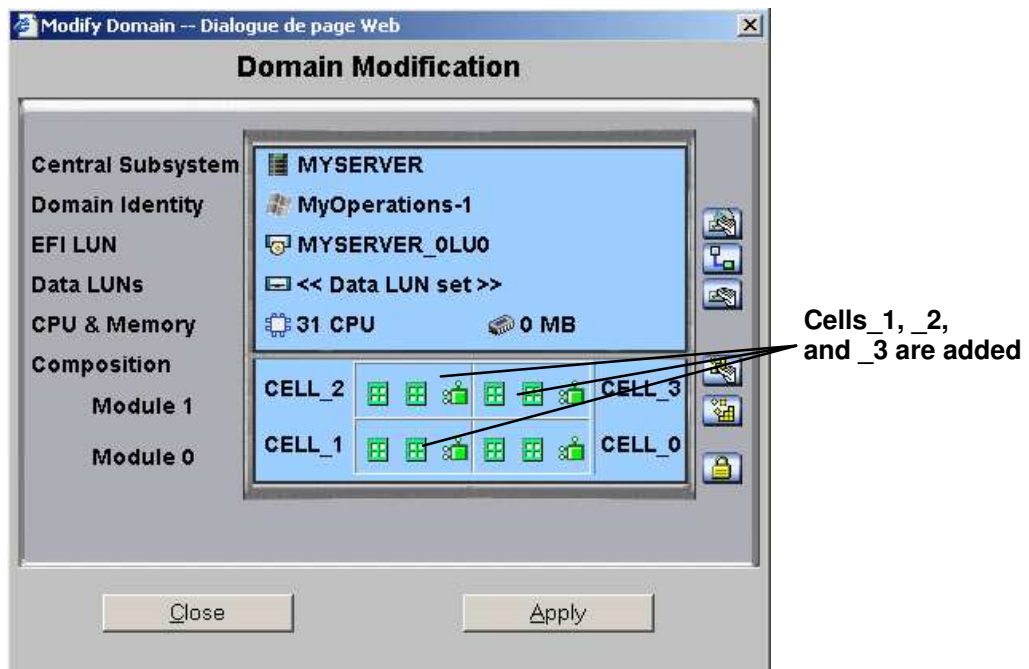 Modify Domain -- Dialogue de page Web
Domain Modification
Central Subsystem MYSERVER
Domain Identity MyOperations-1
EFI LUN MYSERVER_0LU0
Data LUNs << Data LUN set >>
CPU & Memory 31 CPU 0 MB
Composition
Module 1 CELL_2 CELL_3
Module 0 CELL_1 CELL_0
Cells_1, _2,
and _3 are added
Close Apply